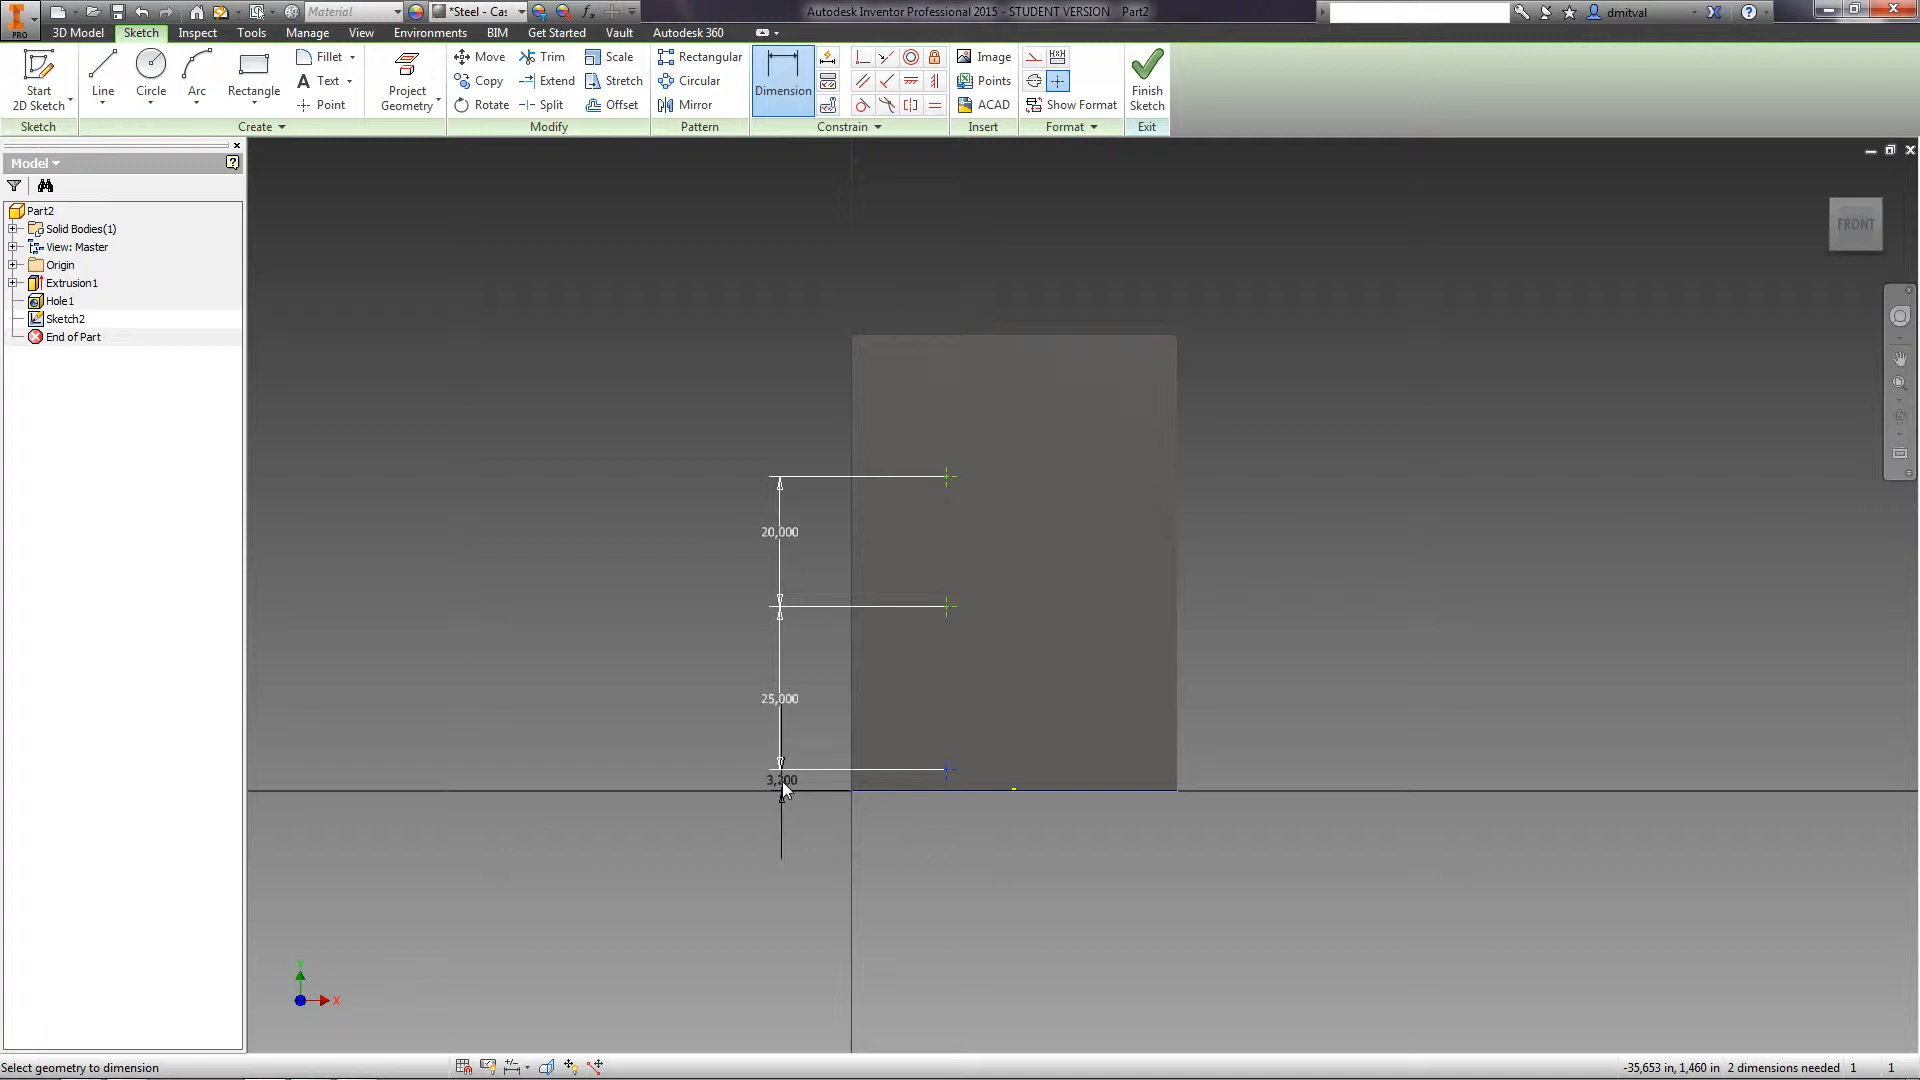 Material
*Steel - Cas
Autodesk Inventor Professional 2015 - STUDENT VERSION Part2
dmitval
PRO
3D Model Sketch Inspect Tools Manage View Environments BIM Get Started Vault Autodesk 360
Start
2D Sketch
Line
Circle
Arc
Rectangle
Fillet
Text
Point
Project
Geometry
Move
Copy
Rotate
Trim
Extend
Split
Scale
Stretch
Offset
Rectangular
Circular
Mirror
Dimension
Image
Points
ACAD
Show Format
Finish
Sketch
Sketch
Create
Modify
Pattern
Constrain
Insert
Format
Exit
Model
Part2
Solid Bodies(1)
View: Master
Origin
Extrusion1
Hole1
Sketch2
End of Part
FRONT
20,000
25,000
3,200
Y
X
Select geometry to dimension
-35,653 in, 1,460 in 2 dimensions needed 1 1